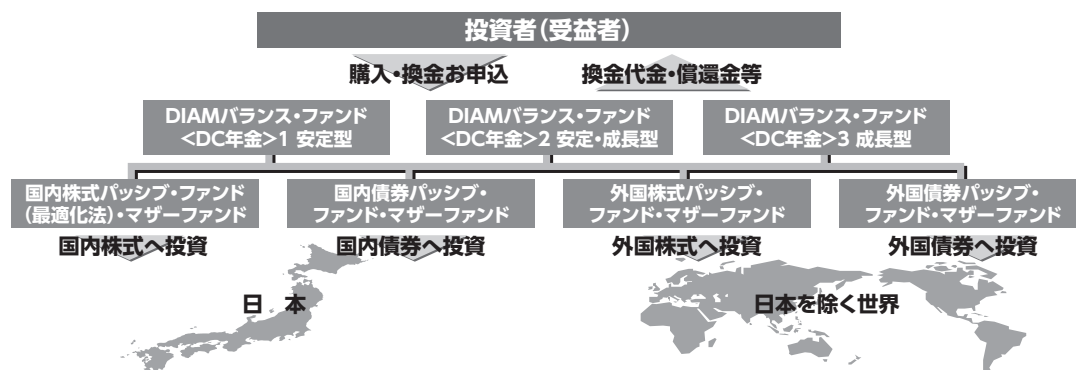 投資者(受益者)
購入・換金お申込
換金代金・償還金等
DIAMバランス・ファンド
<DC年金>1 安定型
DIAMバランス・ファンド
<DC年金>2 安定・成長型
DIAMバランス・ファンド
<DC年金>3 成長型
国内株式パッシブ・ファンド
(最適化法)・マザーファンド
国内債券パッシブ・
ファンド・マザーファンド
外国株式パッシブ・
ファンド・マザーファンド
外国債券パッシブ・
ファンド・マザーファンド
国内株式へ投資
国内債券へ投資
外国株式へ投資
外国債券へ投資
日 本
日本を除く世界